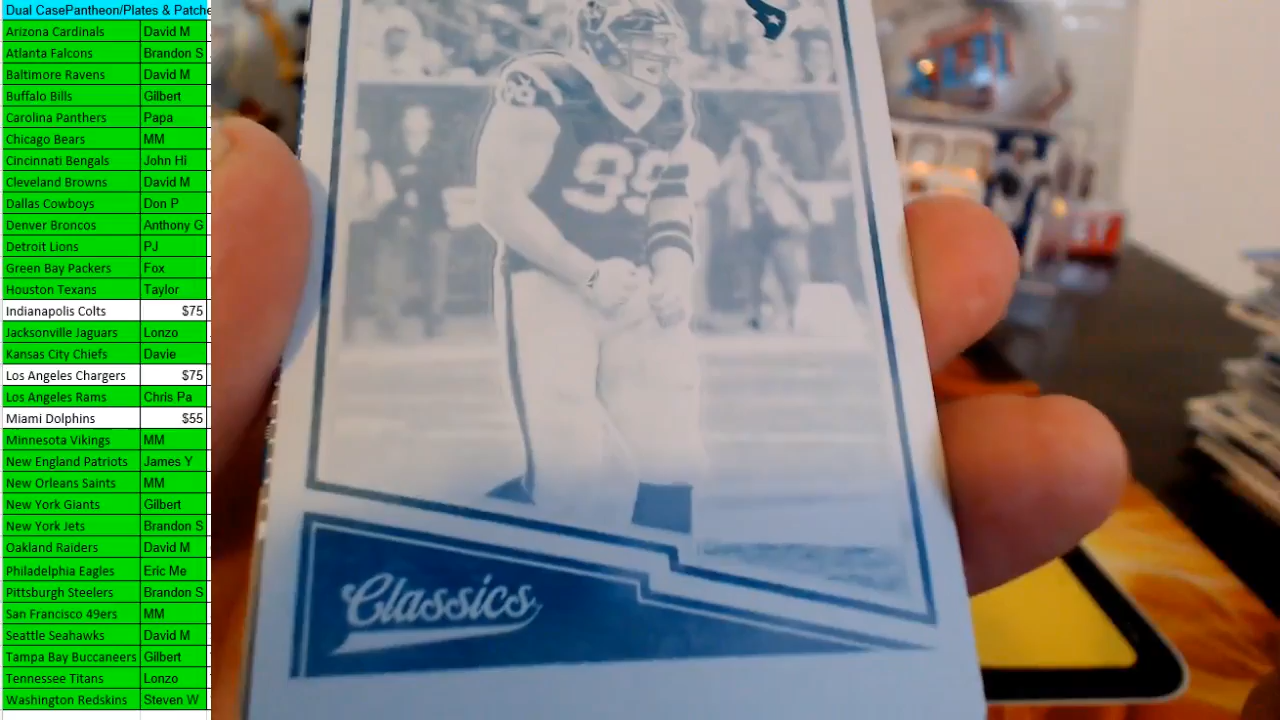 Dual CasePantheon/Plates & Patche
Arizona Cardinals David M
Atlanta Falcons Brandon S
Baltimore Ravens David M
Buffalo Bills Gilbert
Carolina Panthers Papa
Chicago Bears MM
Cincinnati Bengals John Hi
Cleveland Browns David M
Dallas Cowboys Don P
Denver Broncos Anthony G
Detroit Lions PJ
Green Bay Packers Fox
Houston Texans Taylor
Indianapolis Colts $75
Jacksonville Jaguars Lonzo
Kansas City Chiefs Davie
Los Angeles Chargers $75
Los Angeles Rams Chris Pa
Miami Dolphins $55
Minnesota Vikings MM
New England Patriots James Y
New Orleans Saints MM
New York Giants Gilbert
New York Jets Brandon S
Oakland Raiders David M
Philadelphia Eagles Eric Me
Pittsburgh Steelers Brandon S
San Francisco 49ers MM
Seattle Seahawks David M
Tampa Bay Buccaneers Gilbert
Tennessee Titans Lonzo
Washington Redskins Steven W
99
Classics